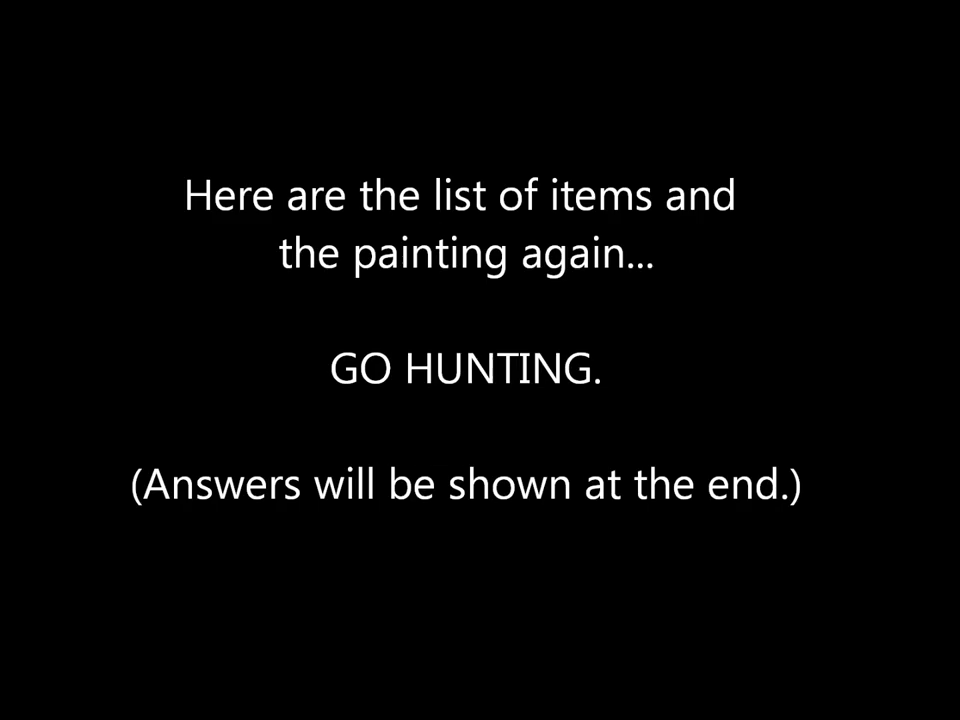 Here are the list of items and
the painting again...
GO HUNTING.
(Answers will be shown at the end.)